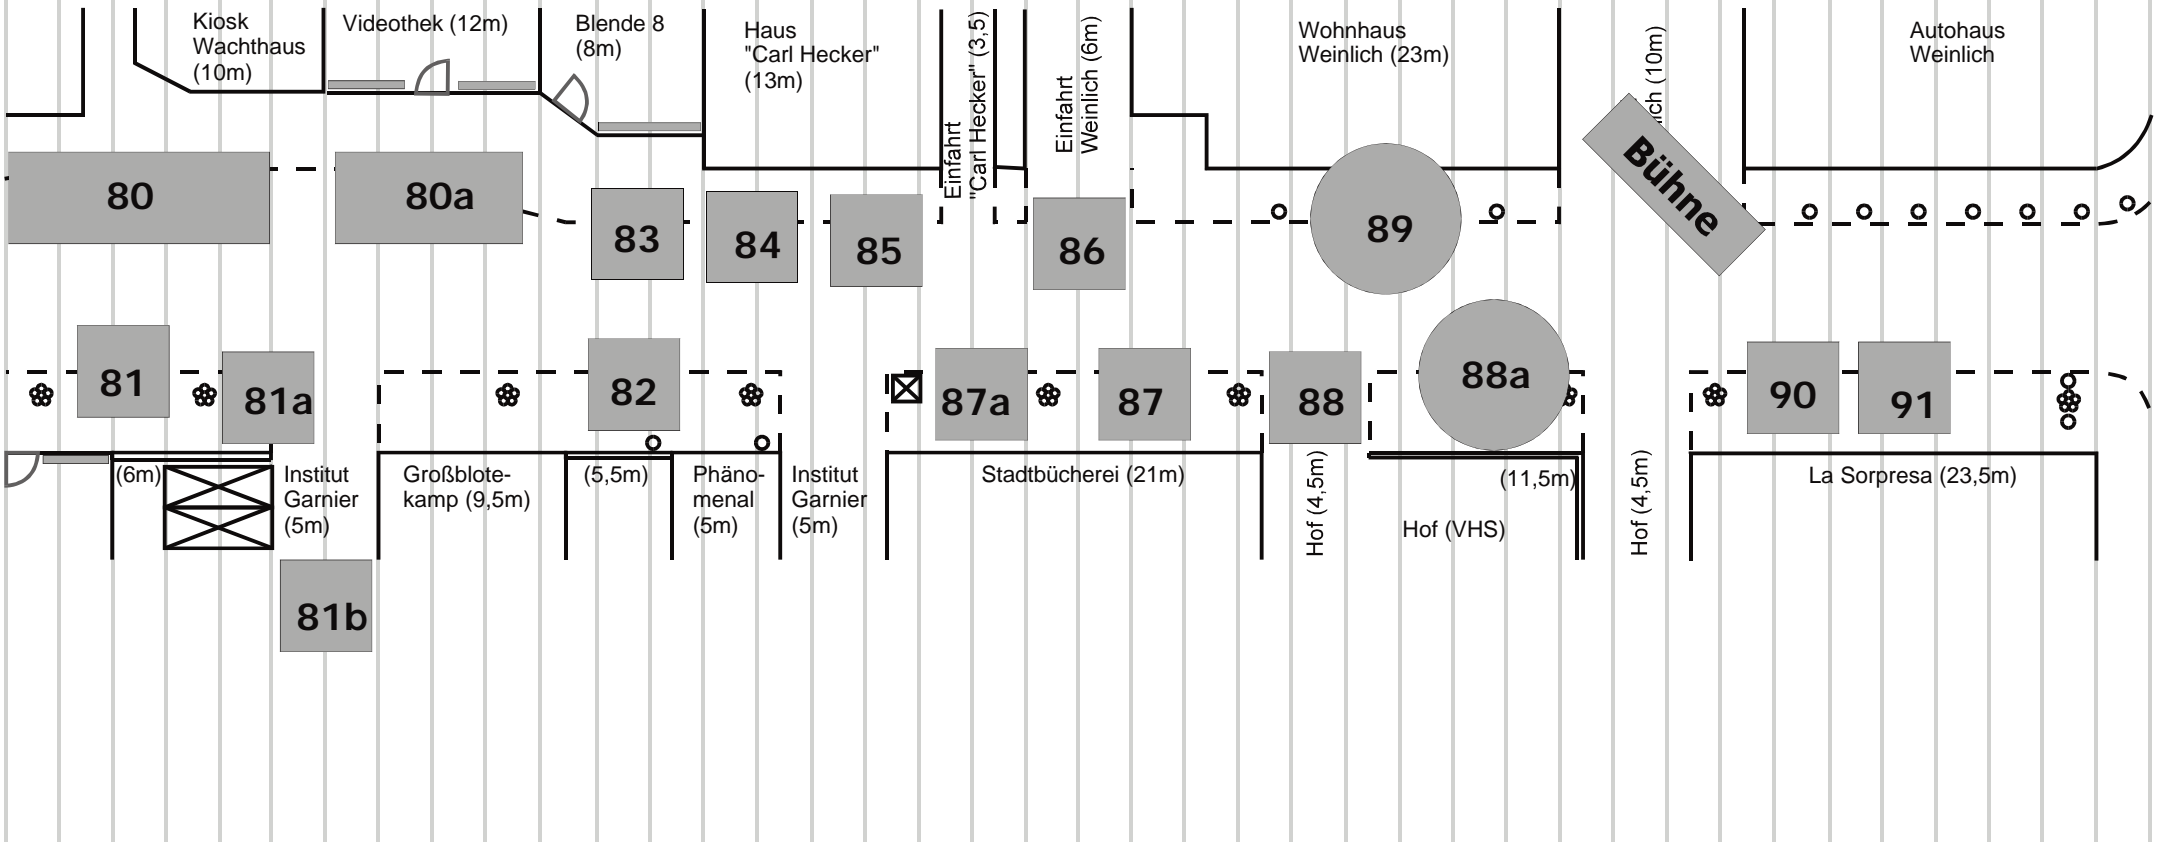 Kiosk
Wachthaus
(10m)
Videothek (12m)
Blende 8
(8m)
Haus
"Carl Hecker"
(13m)
Einfahrt
"Carl Hecker" (3,5)
Einfahrt
Weinlich (6m)
Wohnhaus
Weinlich (23m)
lich (10m)
Autohaus
Weinlich
80
80a
83
84
85
86
89
Bühne
81
81a
82
87a
87
88
88a
90
91
(6m)
Institut
Garnier
(5m)
Großblote-
kamp (9,5m)
(5,5m)
Phäno-
menal
(5m)
Institut
Garnier
(5m)
Stadtbücherei (21m)
Hof (4,5m)
(11,5m)
Hof (VHS)
Hof (4,5m)
La Sorpresa (23,5m)
81b